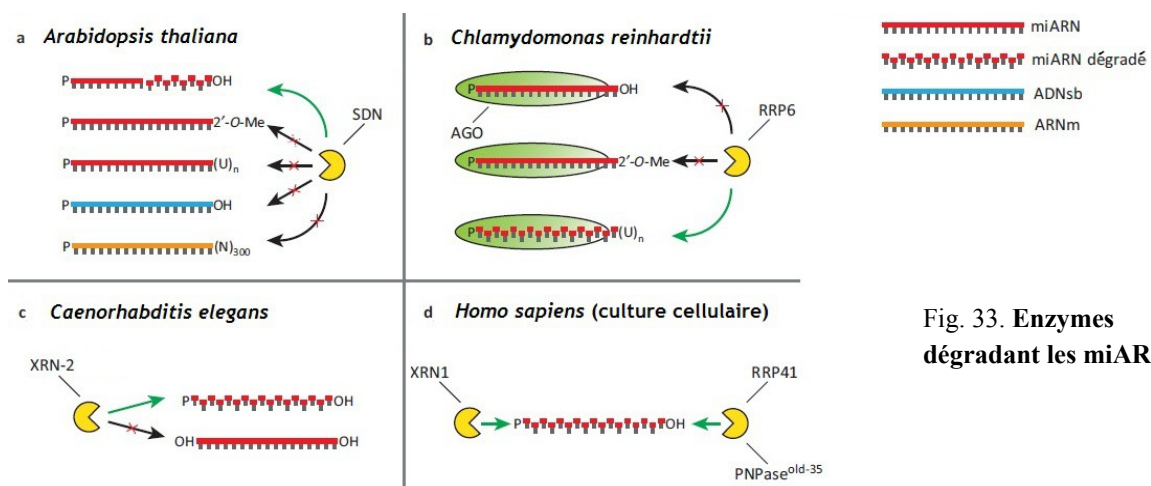 a Arabidopsis thaliana
P OH
SDN
P 2′-O-Me
P (U)n
P OH
P (N)300
b Chlamydomonas reinhardtii
P OH
AGO
RRP6
P 2′-O-Me
P (U)n
c Caenorhabditis elegans
XRN-2
P OH
OH OH
d Homo sapiens (culture cellulaire)
XRN1
RRP41
P OH
PNPase old-35
miARN
miARN dégradé
ADNsb
ARNm
Fig. 33. Enzymes
dégradant les miAR